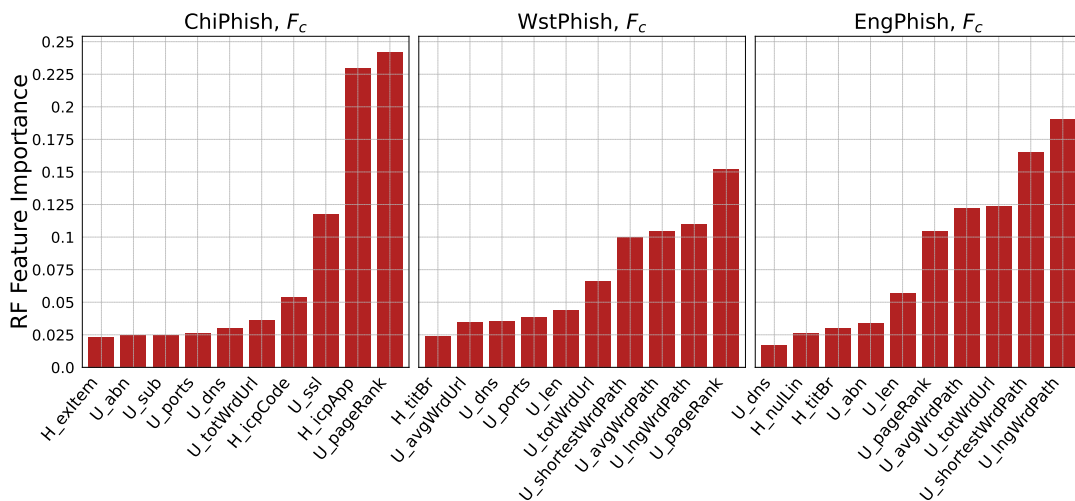 ChiPhish, F_c
WstPhish, F_c
EngPhish, F_c
RF Feature Importance
0.25
0.225
0.2
0.175
0.15
0.125
0.1
0.075
0.05
0.025
0.0
H_exItem
U_abn
U_sub
U_ports
U_dns
U_totWrdUrl
H_icpCode
U_ssl
H_icpApp
U_pageRank
H_titBr
U_avgWrdUrl
U_dns
U_ports
U_len
U_totWrdUrl
U_shortestWrdPath
U_avgWrdPath
U_lngWrdPath
U_pageRank
U_dns
H_nulLin
H_titBr
U_abn
U_len
U_pageRank
U_avgWrdPath
U_totWrdUrl
U_shortestWrdPath
U_lngWrdPath